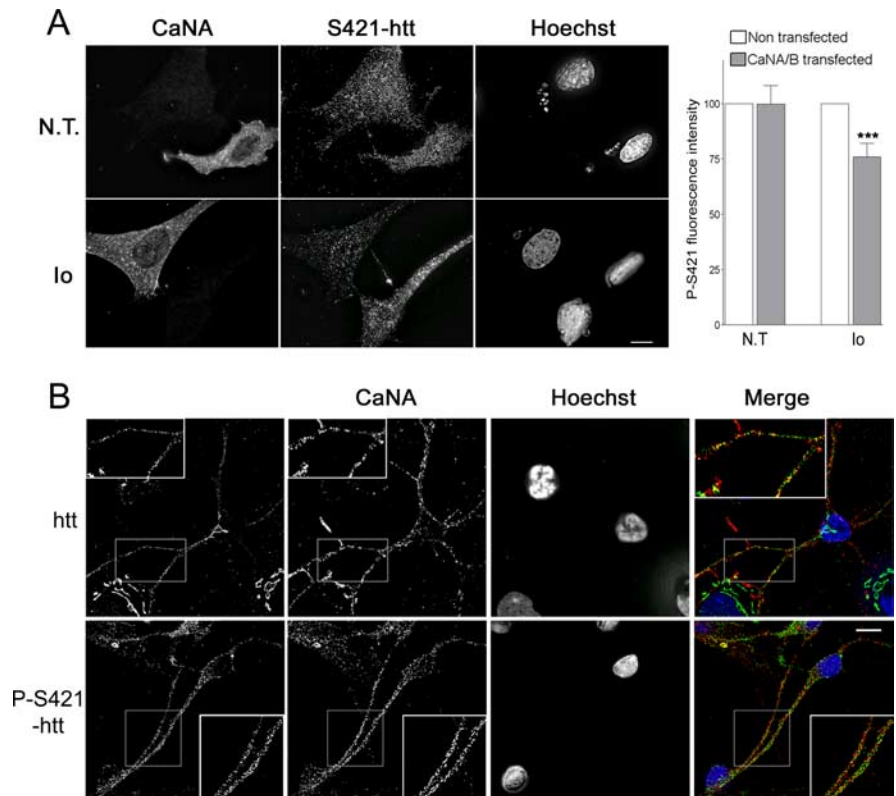 A
CaNA
S421-htt
Hoechst
N.T.
Io
Non transfected
CaNA/B transfected
P-S421 fluorescence intensity
100
75
50
25
0
***
N.T
Io
B
CaNA
Hoechst
Merge
htt
P-S421
-htt